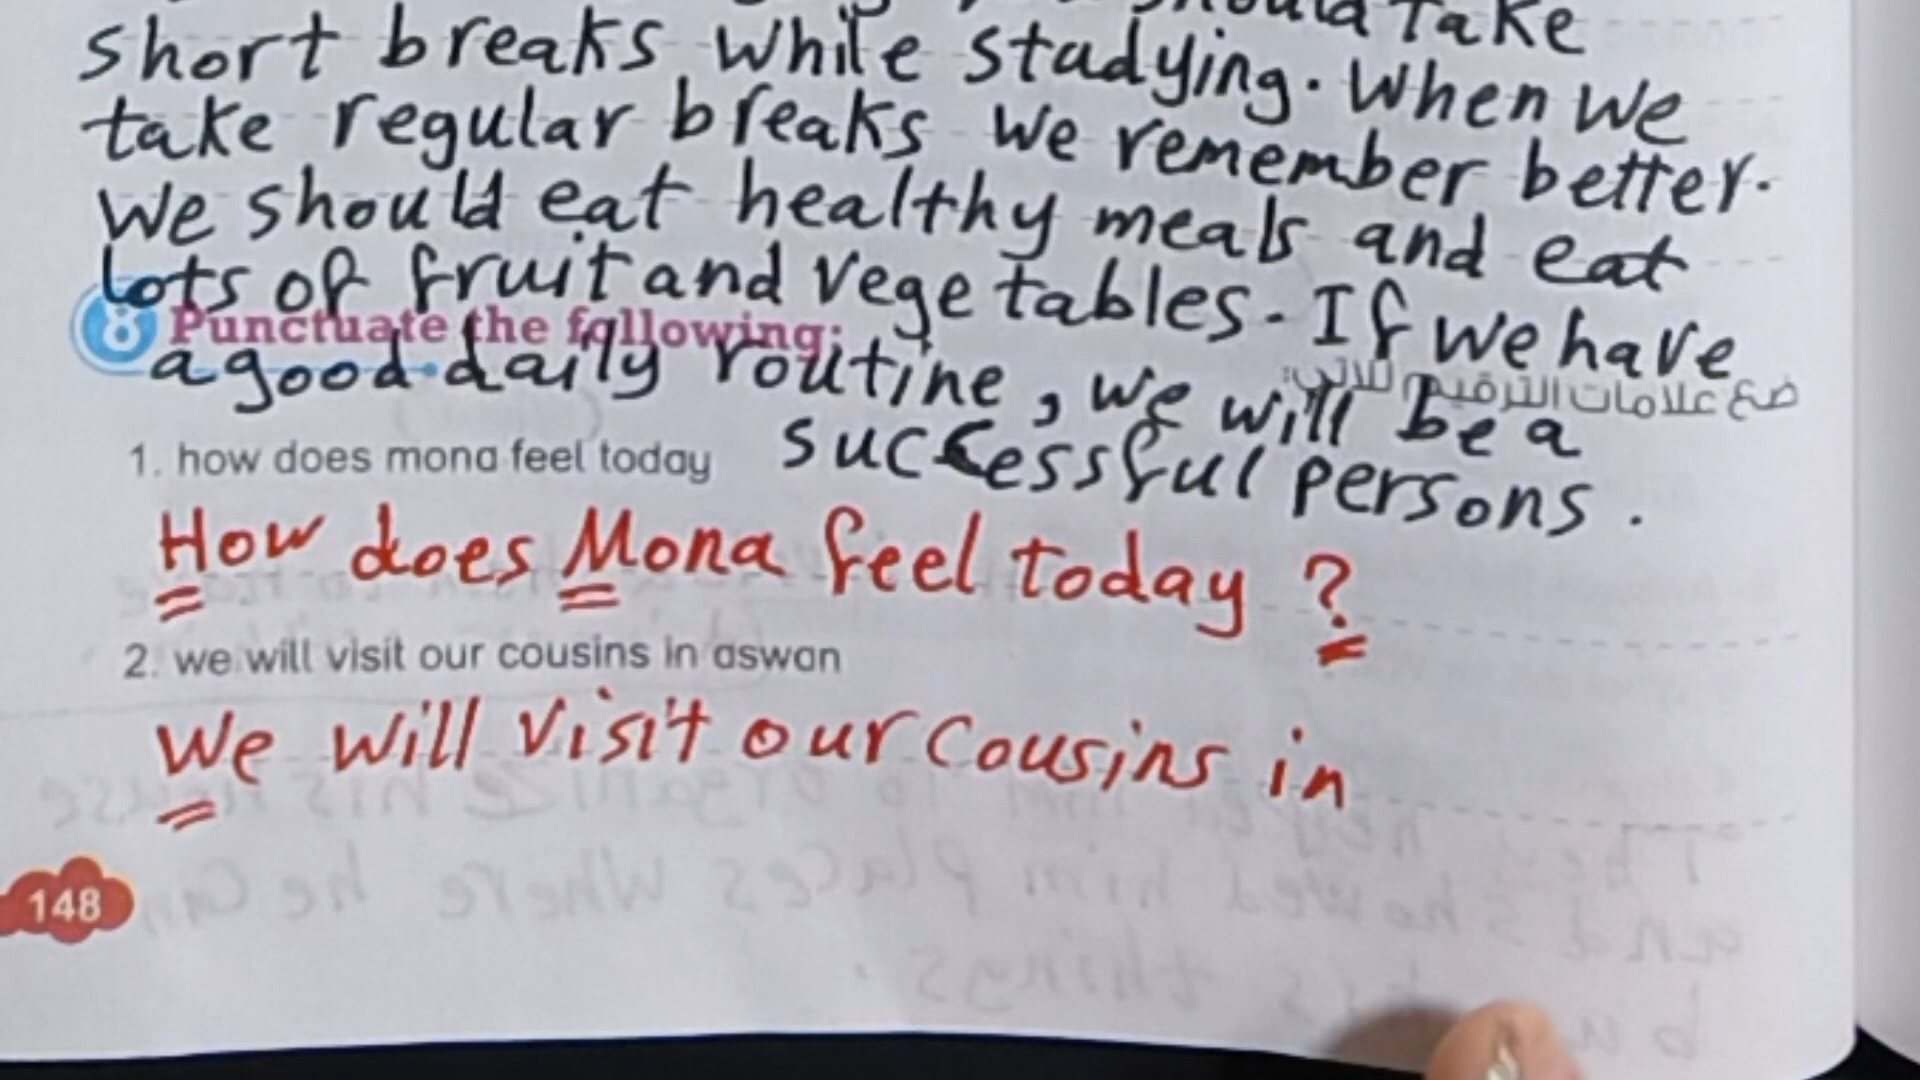 should take
short breaks while studying. When we
take regular breaks we remember better.
We should eat healthy meals and eat
lots of fruit and vegetables. If we have
8 Punctuate the following:
a good daily routine, we will be a
ضع علامات الترقيم للآتي:
successful persons.
1. how does mona feel today
How does Mona feel today?
2. we will visit our cousins in aswan
We will visit our cousins in
148